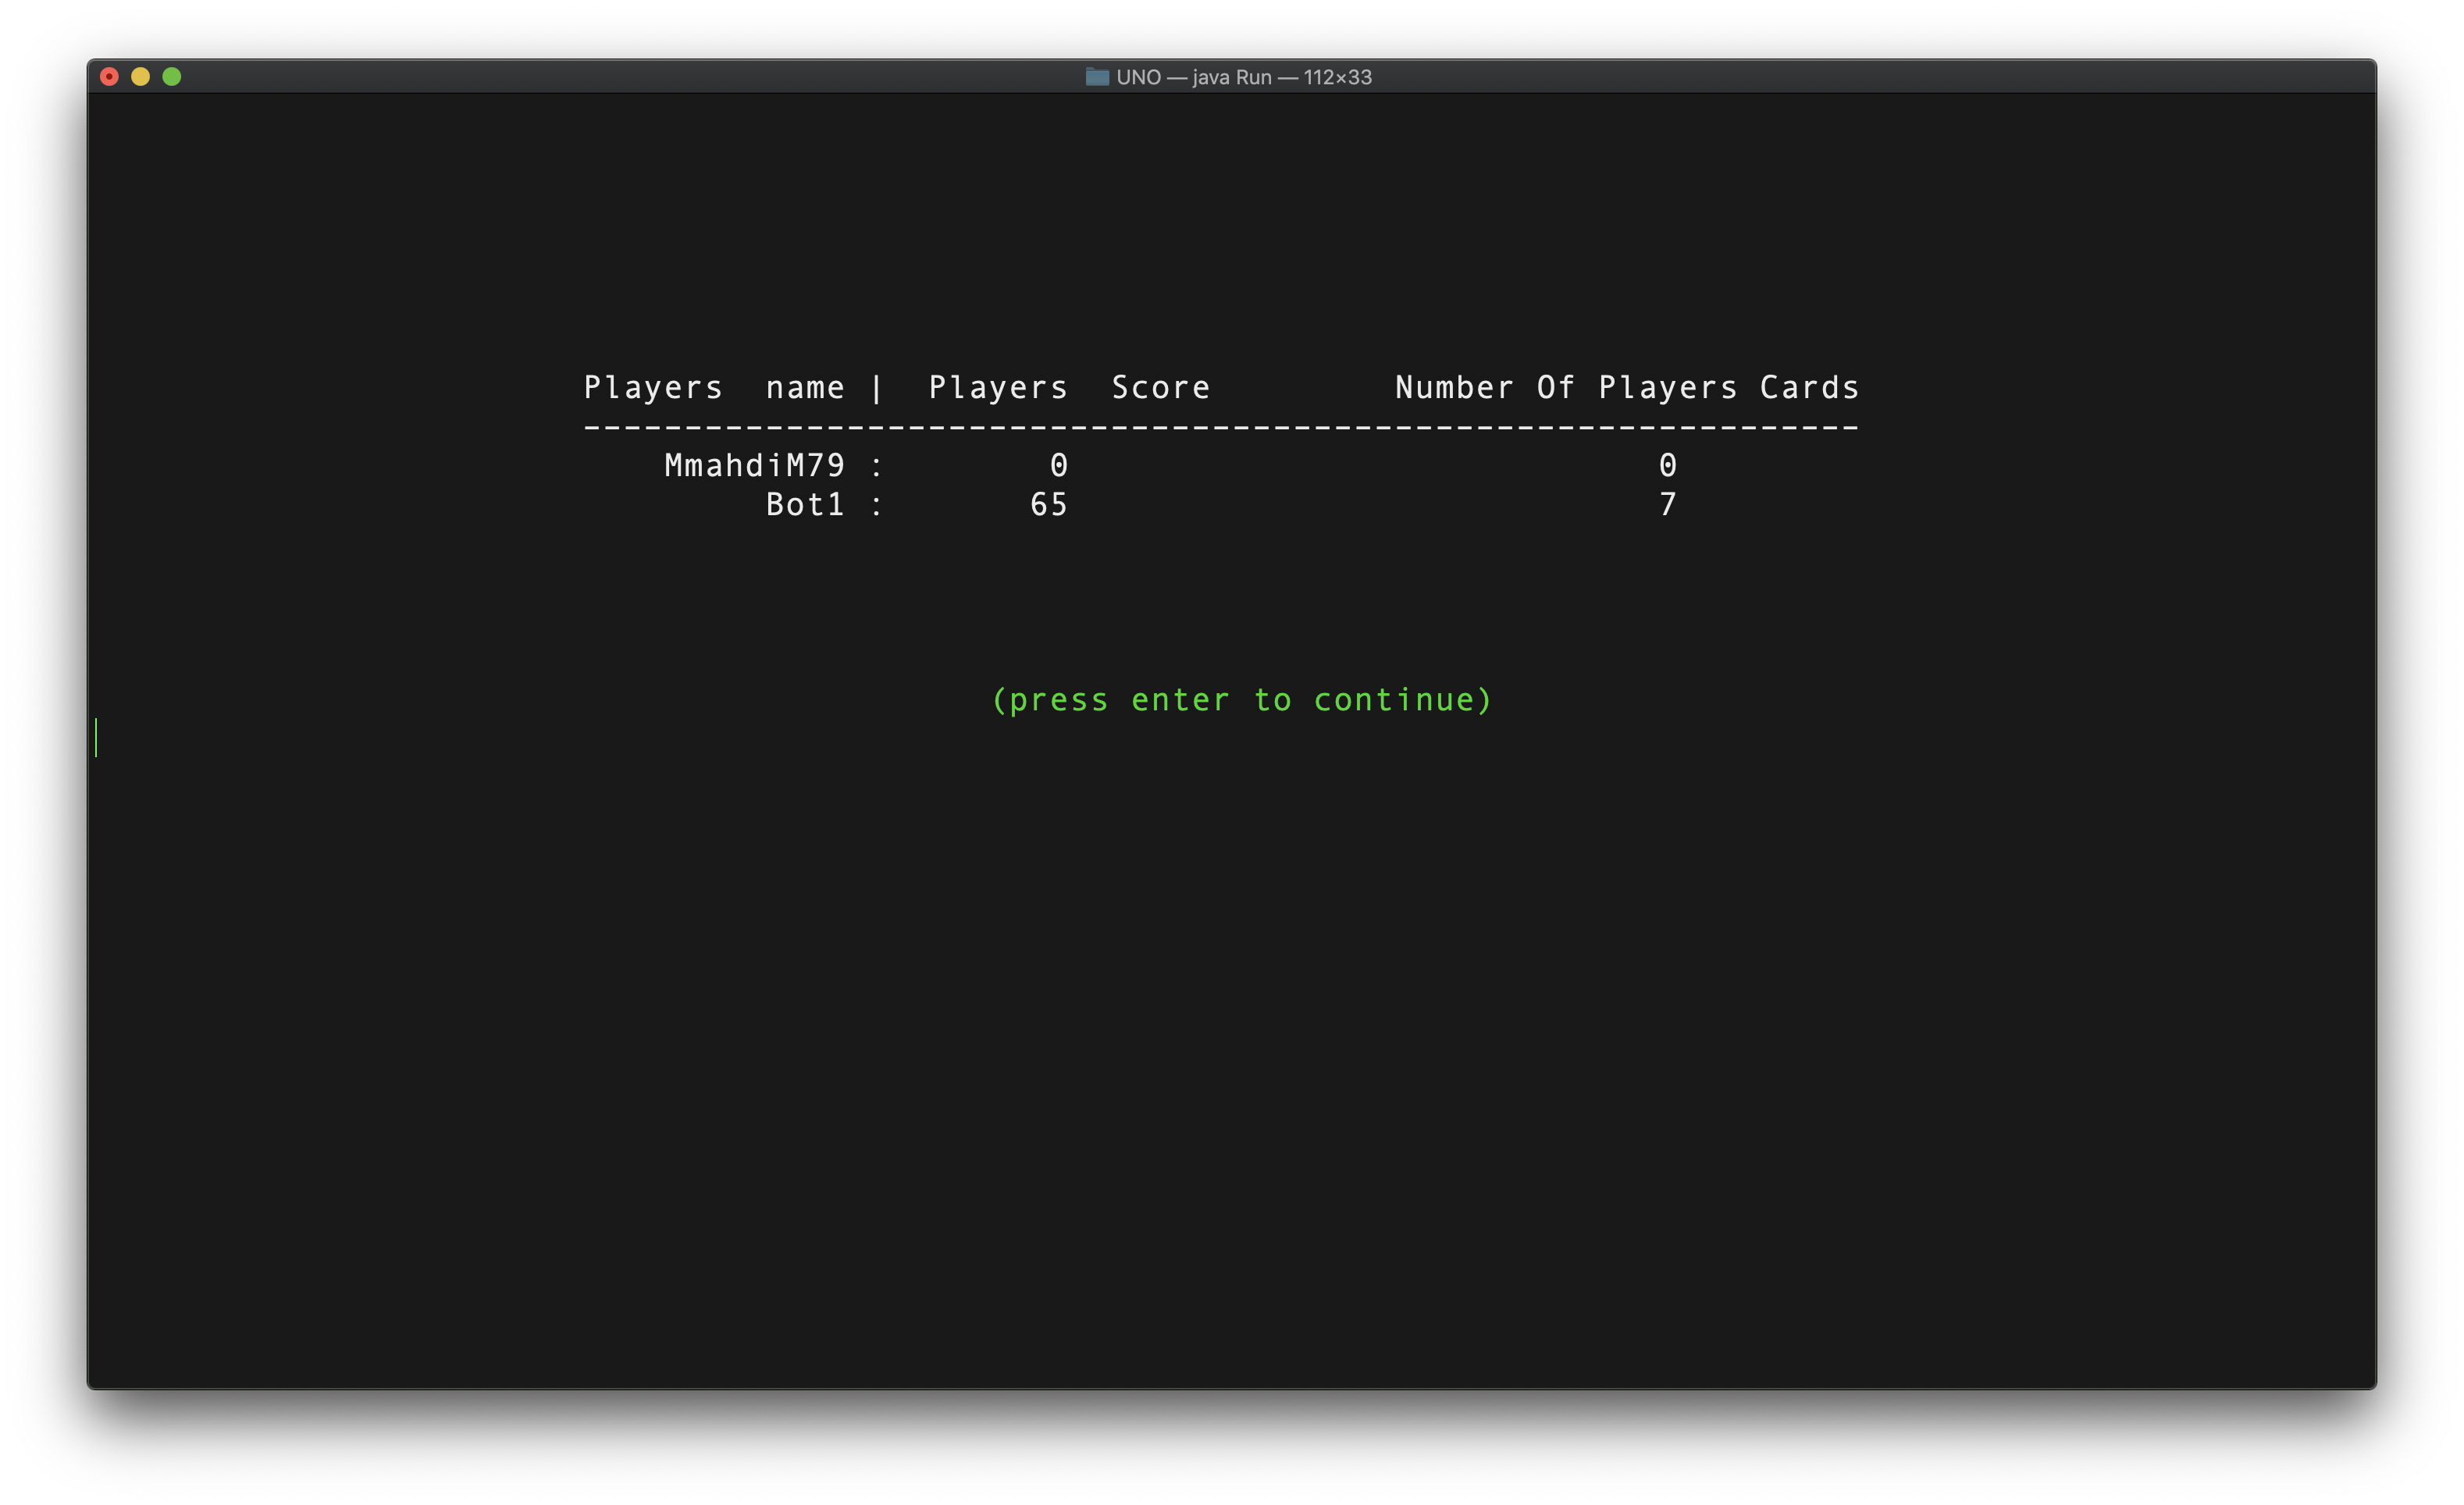 UNO — java Run — 112×33
Players  name |  Players  Score         Number Of Players Cards
---------------------------------------------------------------
MmahdiM79 :        0                             0
Bot1 :       65                             7
(press enter to continue)